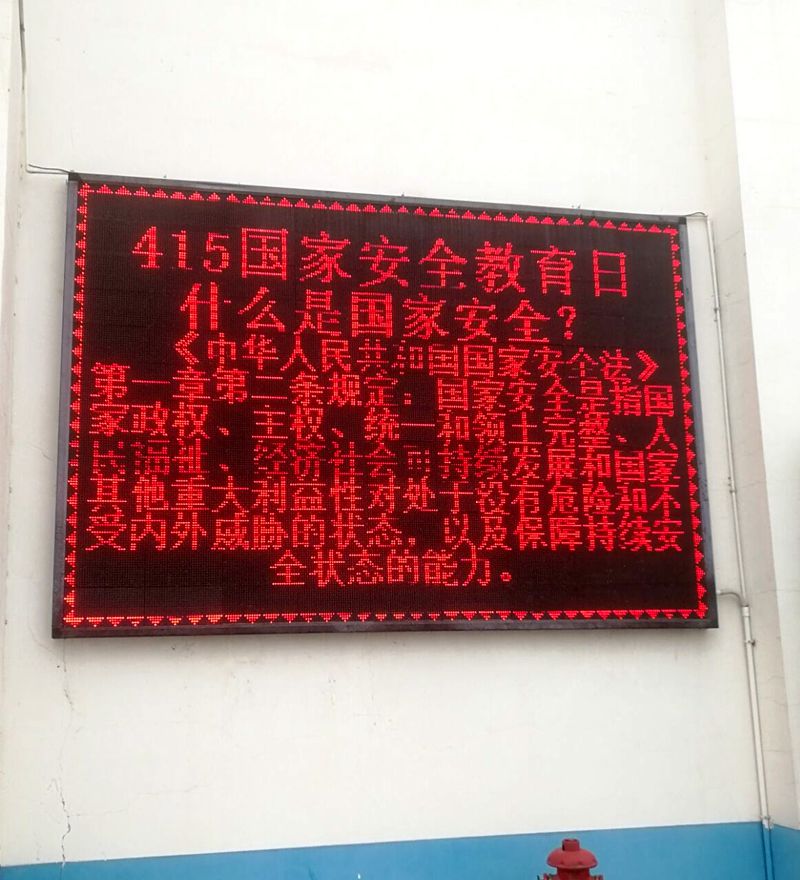 415国家安全教育日
什么是国家安全？
《中华人民共和国国家安全法》
第一章第二条规定：国家安全是指国
家政权、主权、统一和领土完整、人
民福祉、经济社会可持续发展和国家
其他重大利益相对处于没有危险和不
受内外威胁的状态，以及保障持续安
全状态的能力。